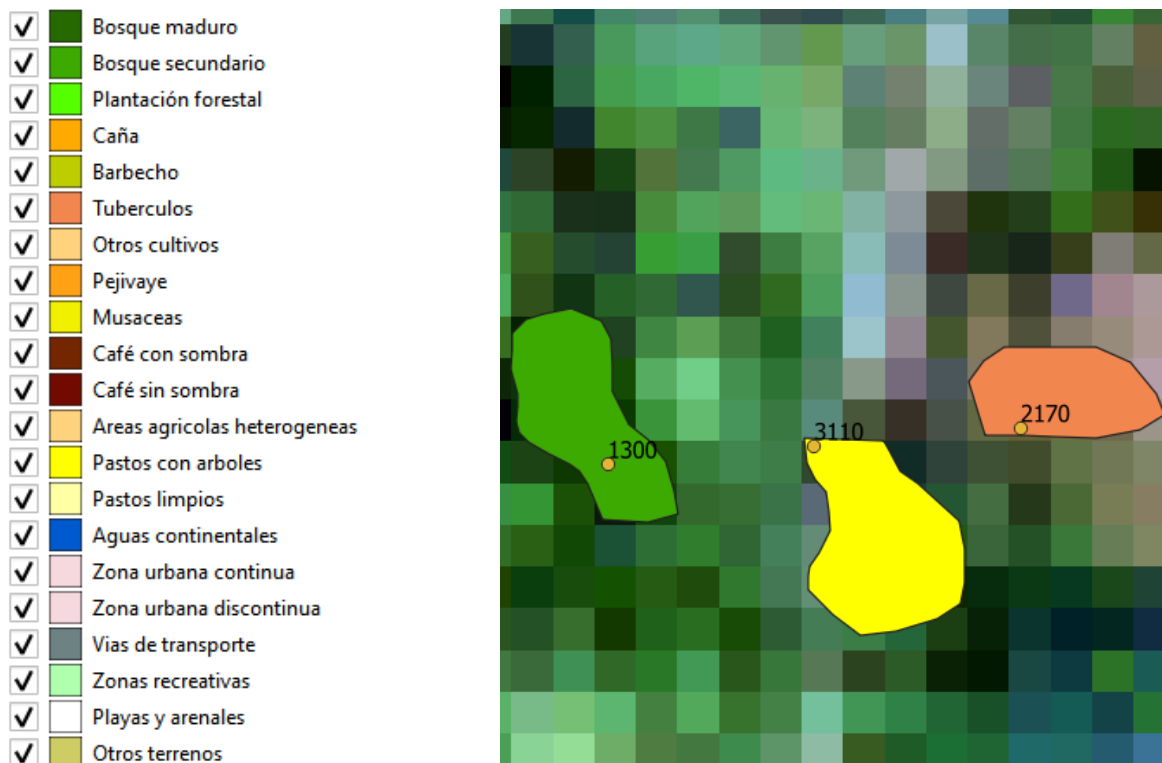 Bosque maduro
Bosque secundario
Plantación forestal
Caña
Barbecho
Tuberculos
Otros cultivos
Pejivaye
Musaceas
Café con sombra
Café sin sombra
Areas agricolas heterogeneas
Pastos con arboles
Pastos limpios
Aguas continentales
Zona urbana continua
Zona urbana discontinua
Vias de transporte
Zonas recreativas
Playas y arenales
Otros terrenos
1300
3110
2170